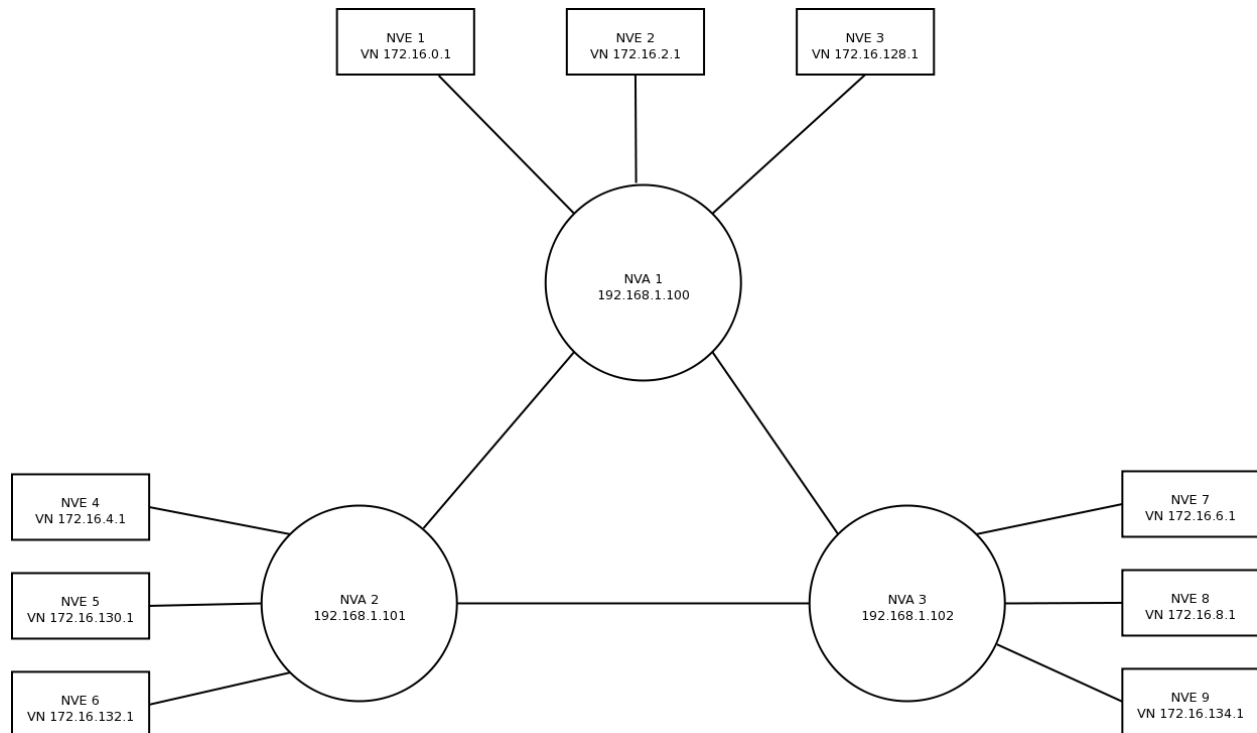 NVE 1
VN 172.16.0.1
NVE 2
VN 172.16.2.1
NVE 3
VN 172.16.128.1
NVA 1
192.168.1.100
NVE 4
VN 172.16.4.1
NVE 5
VN 172.16.130.1
NVE 6
VN 172.16.132.1
NVA 2
192.168.1.101
NVA 3
192.168.1.102
NVE 7
VN 172.16.6.1
NVE 8
VN 172.16.8.1
NVE 9
VN 172.16.134.1